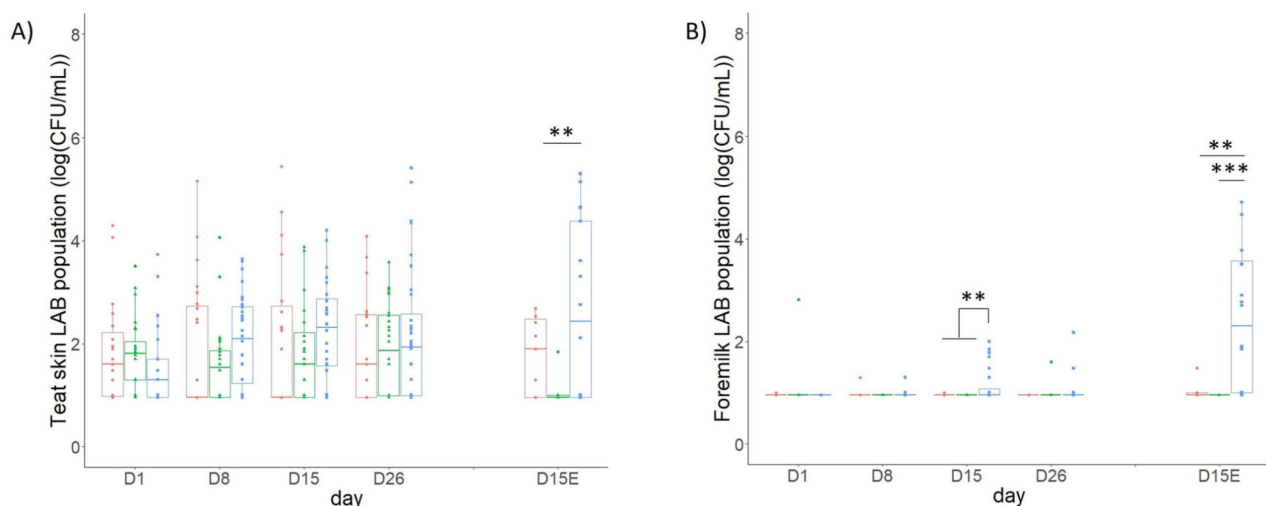 A)
Teat skin LAB population (log(CFU/mL))
8
6
4
2
0
**
D1 D8 D15 D26 D15E
day
B)
Foremilk LAB population (log(CFU/mL))
8
6
4
2
0
**
**
***
D1 D8 D15 D26 D15E
day